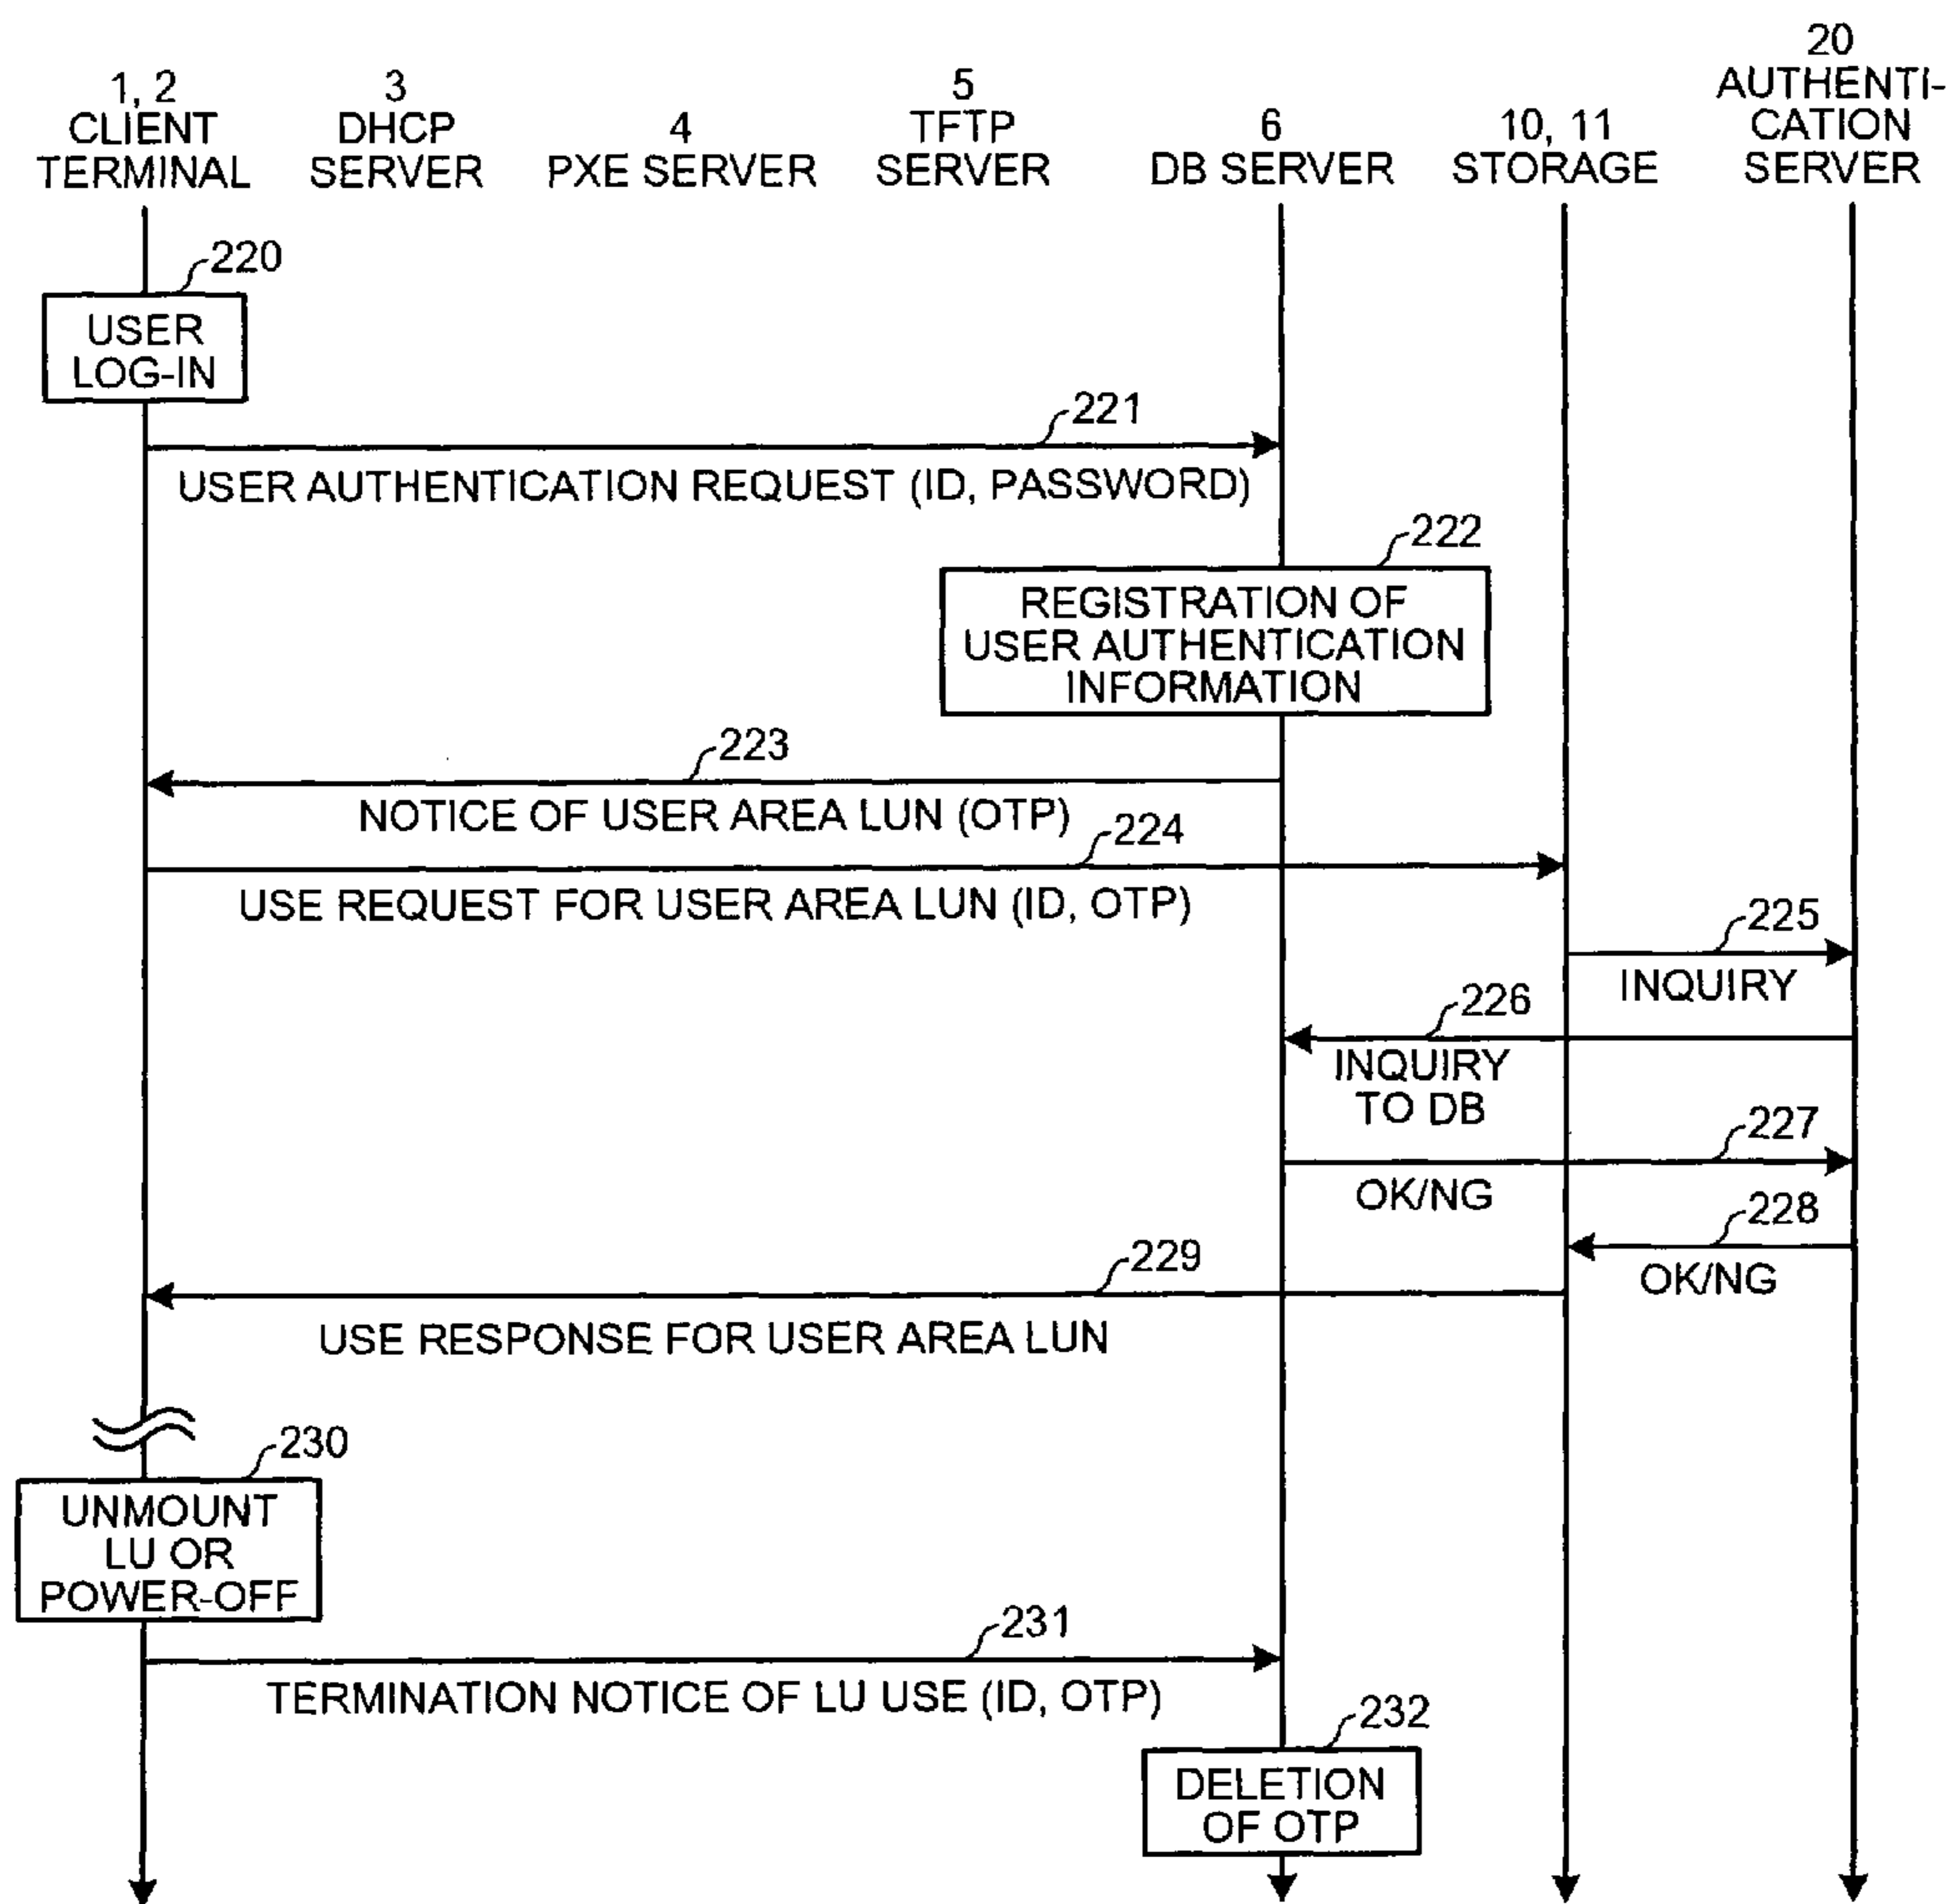 1, 2
CLIENT
TERMINAL
3
DHCP
SERVER
4
PXE SERVER
5
TFTP
SERVER
6
DB SERVER
10, 11
STORAGE
20
AUTHENTI-
CATION
SERVER
220
USER
LOG-IN
221
USER AUTHENTICATION REQUEST (ID, PASSWORD)
222
REGISTRATION OF
USER AUTHENTICATION
INFORMATION
223
NOTICE OF USER AREA LUN (OTP)
224
USE REQUEST FOR USER AREA LUN (ID, OTP)
225
INQUIRY
226
INQUIRY
TO DB
227
OK/NG
228
OK/NG
229
USE RESPONSE FOR USER AREA LUN
230
UNMOUNT
LU OR
POWER-OFF
231
TERMINATION NOTICE OF LU USE (ID, OTP)
232
DELETION
OF OTP